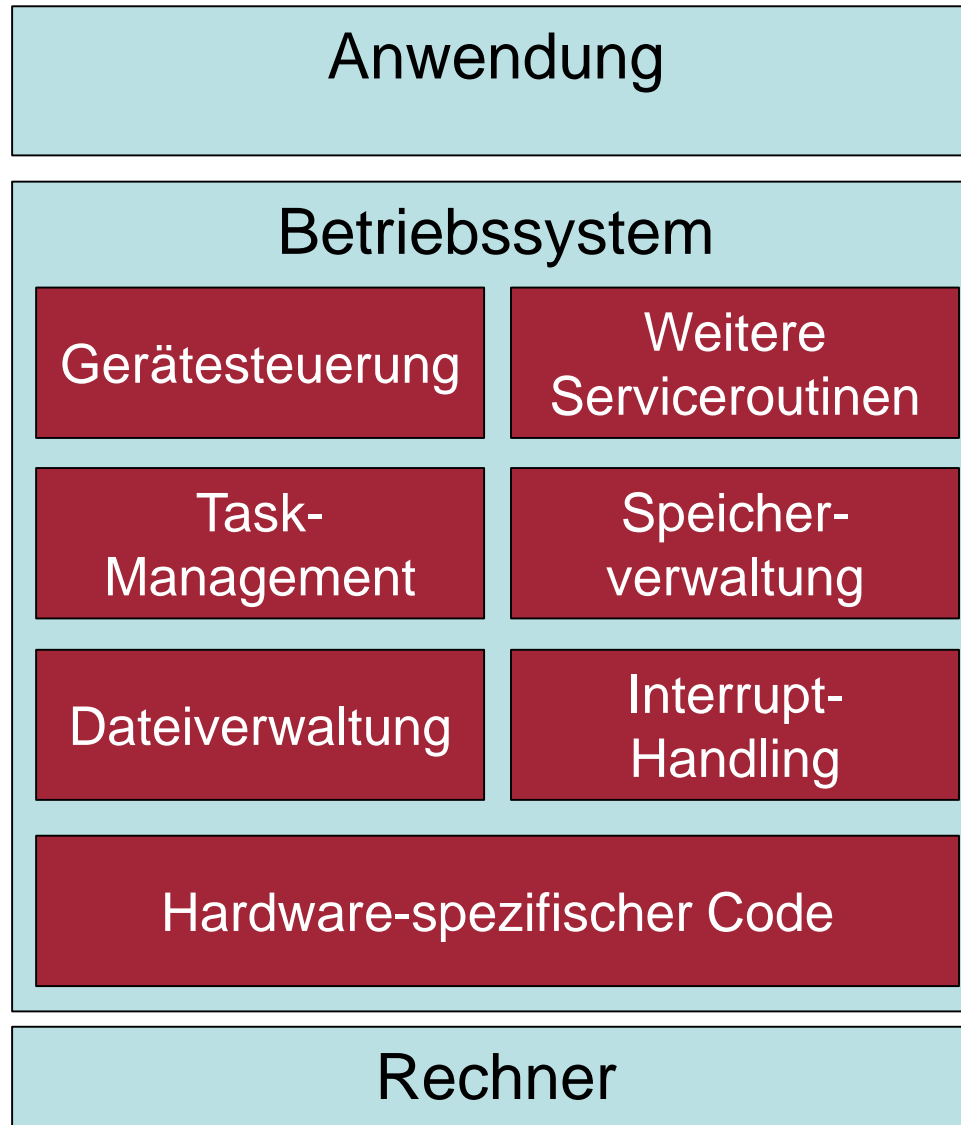 Anwendung
Betriebssystem
Gerätesteuerung
Weitere
Serviceroutinen
Task-
Management
Speicher-
verwaltung
Dateiverwaltung
Interrupt-
Handling
Hardware-spezifischer Code
Rechner